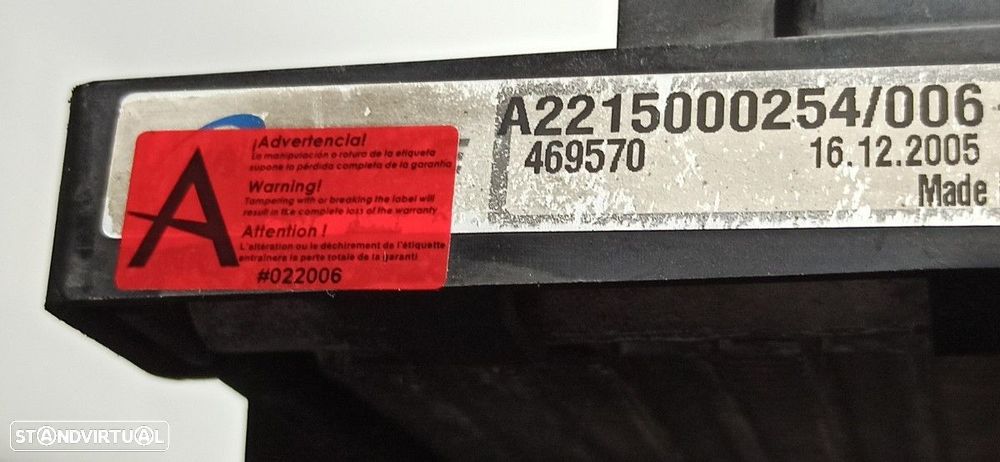 A2215000254/006
469570
16.12.2005
Made
¡Advertencia!
La manipulación o rotura de la etiqueta
supone la pérdida completa de la garantía
Warning!
Tampering with or breaking the label will
result in the complete loss of the warranty
Attention !
L'altération ou le déchirement de l'étiquette
entraînera la perte totale de la garanti
#022006
STANDVIRTUAL